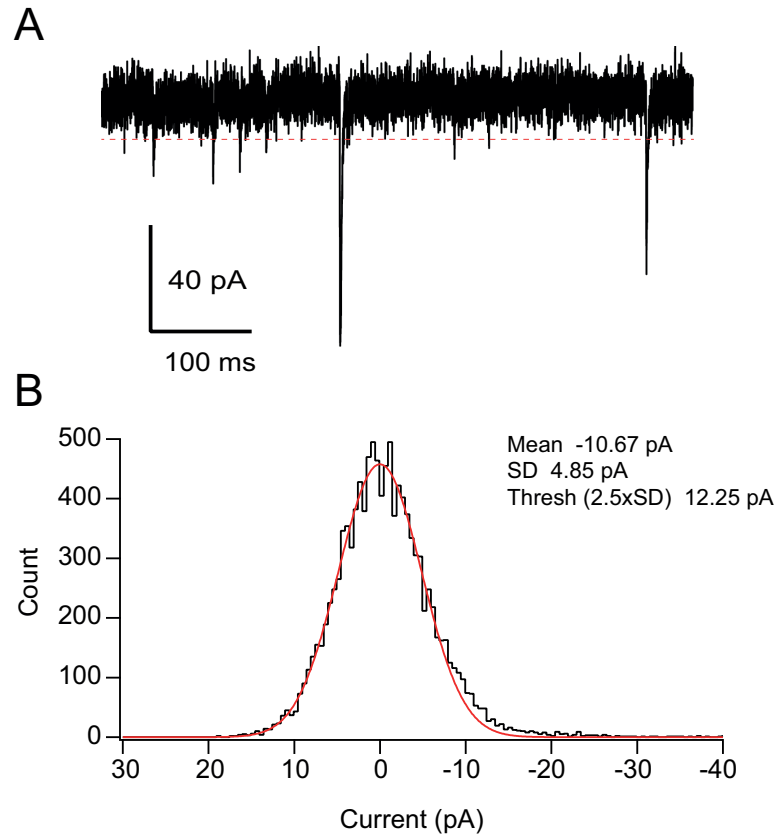 A
40 pA
100 ms
B
500
400
300
200
100
0
Count
Mean -10.67 pA
SD 4.85 pA
Thresh (2.5xSD) 12.25 pA
30 20 10 0 -10 -20 -30 -40
Current (pA)